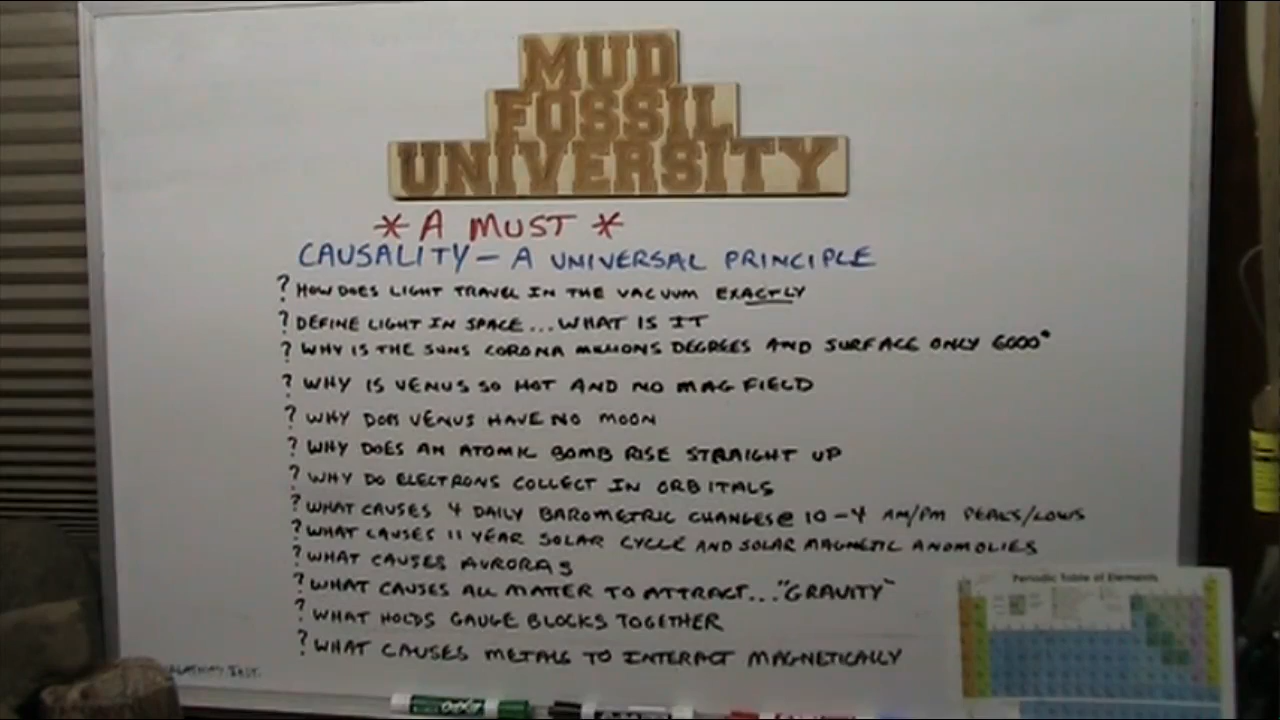 MUD
FOSSIL
UNIVERSITY
* A MUST *
CAUSALITY – A UNIVERSAL PRINCIPLE
? HOW DOES LIGHT TRAVEL IN THE VACUUM EXACTLY
? DEFINE LIGHT IN SPACE... WHAT IS IT
? WHY IS THE SUNS CORONA MILLIONS DEGREES AND SURFACE ONLY 6000°
? WHY IS VENUS SO HOT AND NO MAG FIELD
? WHY DOES VENUS HAVE NO MOON
? WHY DOES AN ATOMIC BOMB RISE STRAIGHT UP
? WHY DO ELECTRONS COLLECT IN ORBITALS
? WHAT CAUSES 4 DAILY BAROMETRIC CHANGES @ 10-4 AM/PM PEAKS/LOWS
? WHAT CAUSES 11 YEAR SOLAR CYCLE AND SOLAR MAGNETIC ANOMOLIES
? WHAT CAUSES AURORAS
? WHAT CAUSES ALL MATTER TO ATTRACT... "GRAVITY"
? WHAT HOLDS GAUGE BLOCKS TOGETHER
? WHAT CAUSES METALS TO INTERACT MAGNETICALLY
Periodic Table of Elements
EXPO